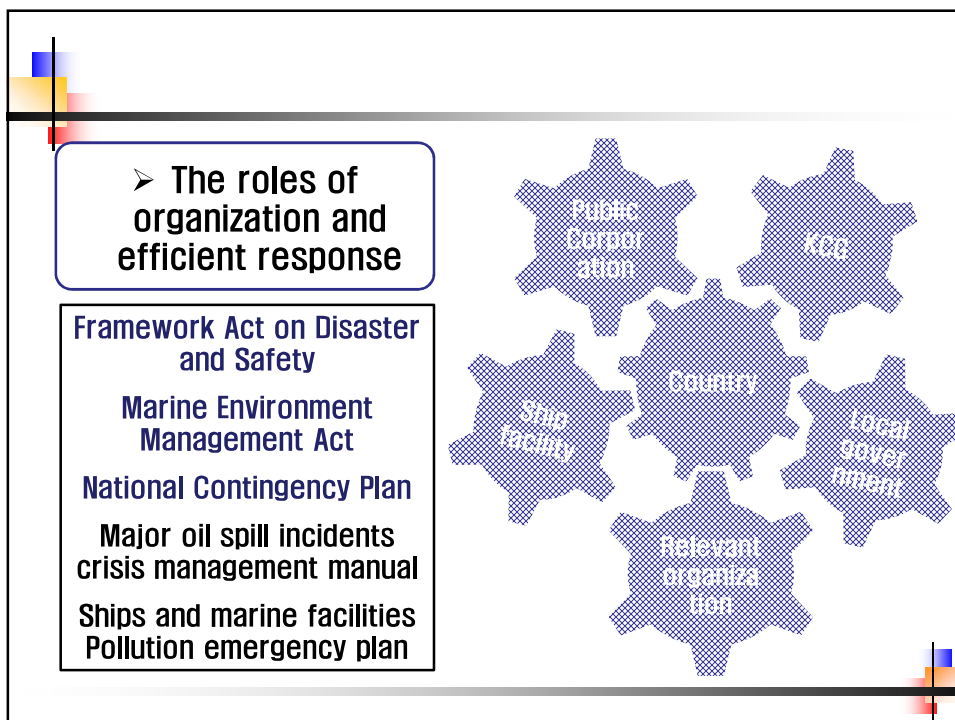 ➢ The roles of
organization and
efficient response
Framework Act on Disaster
and Safety
Marine Environment
Management Act
National Contingency Plan
Major oil spill incidents
crisis management manual
Ships and marine facilities
Pollution emergency plan
Public
Corpor
ation
KCG
Country
Ship
facility
Local
gover
nment
Relevant
organiza
tion